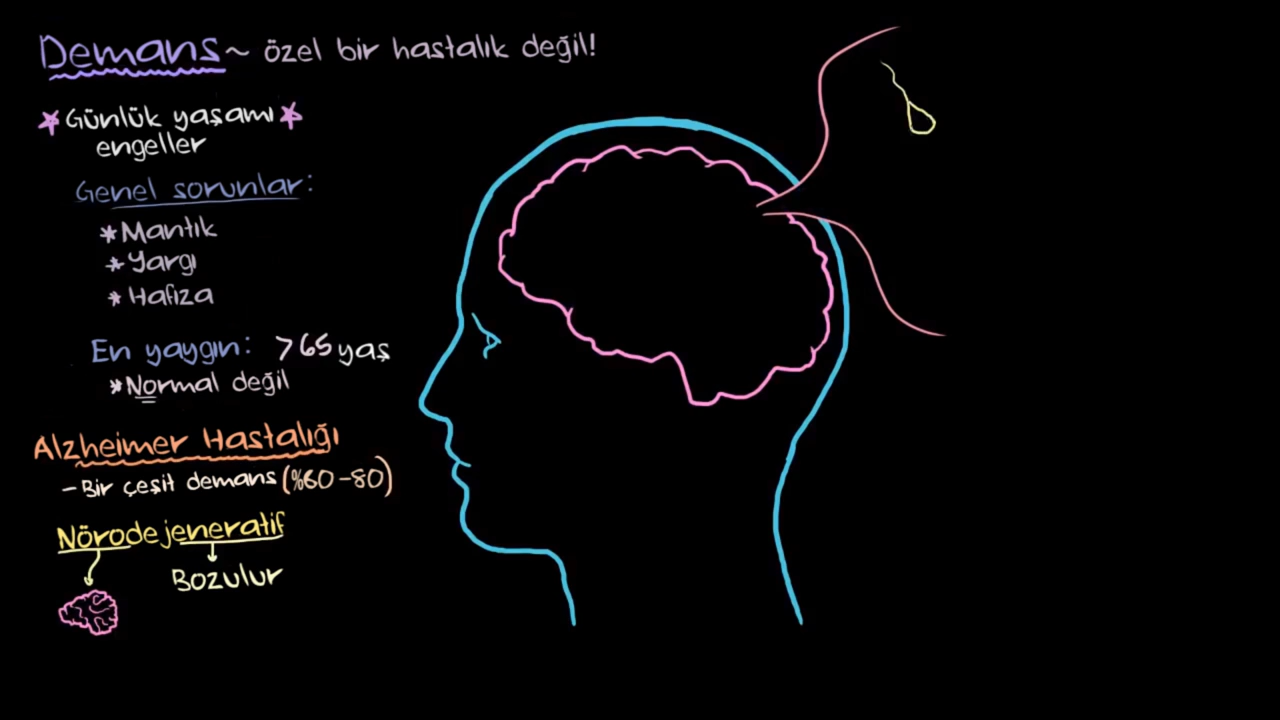 Demans ~ özel bir hastalık değil!
* Günlük yaşamı *
engeller
Genel sorunlar:
* Mantık
* Yargı
* Hafıza
En yaygın: >65 yaş
* Normal değil
Alzheimer Hastalığı
- Bir çeşit demans (%60-80)
Nörodejeneratif
Bozulur